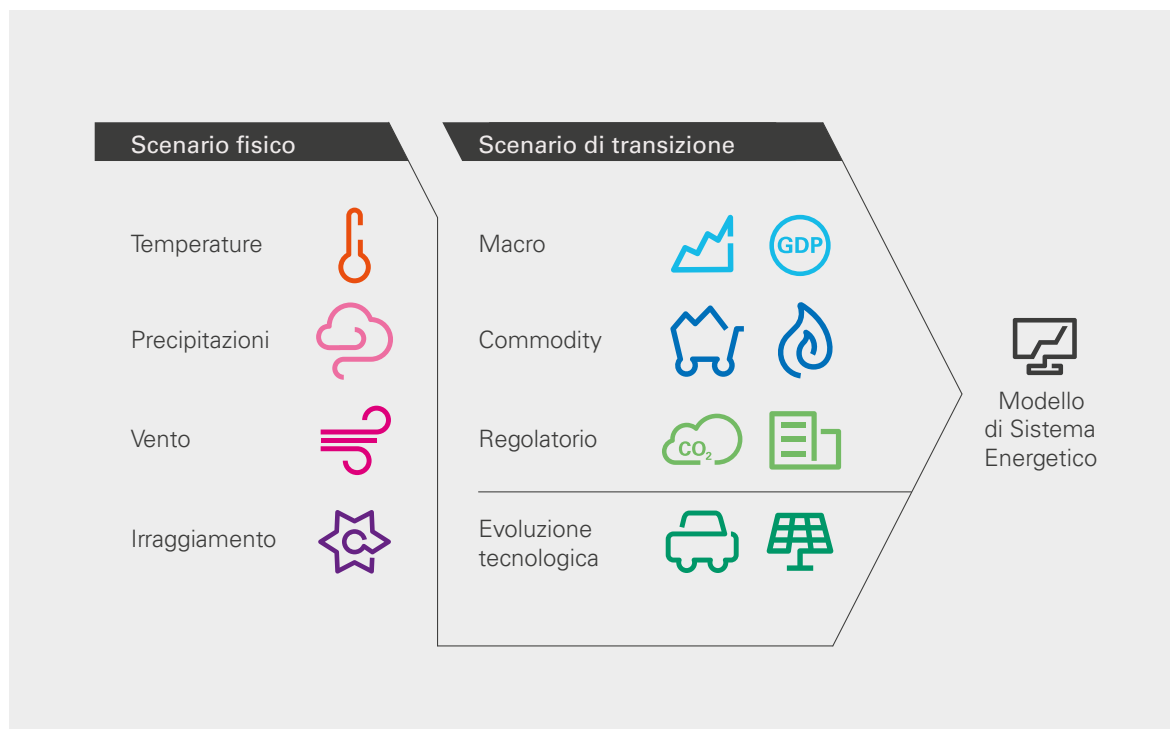 Scenario fisico
Temperature
Precipitazioni
Vento
Irraggiamento
Scenario di transizione
Macro
GDP
Commodity
Regolatorio
CO₂
Evoluzione
tecnologica
Modello
di Sistema
Energetico